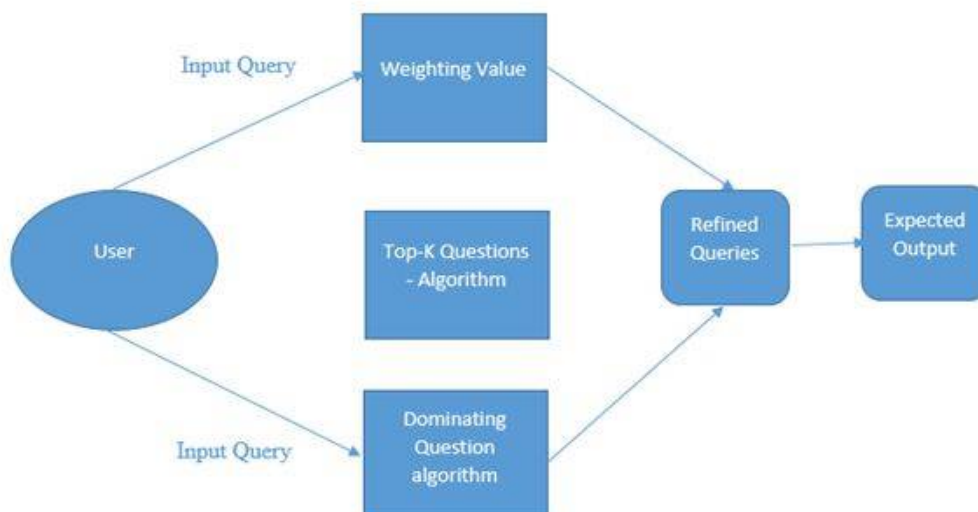 Input Query
Weighting Value
User
Top-K Questions
- Algorithm
Refined
Queries
Expected
Output
Input Query
Dominating
Question
algorithm